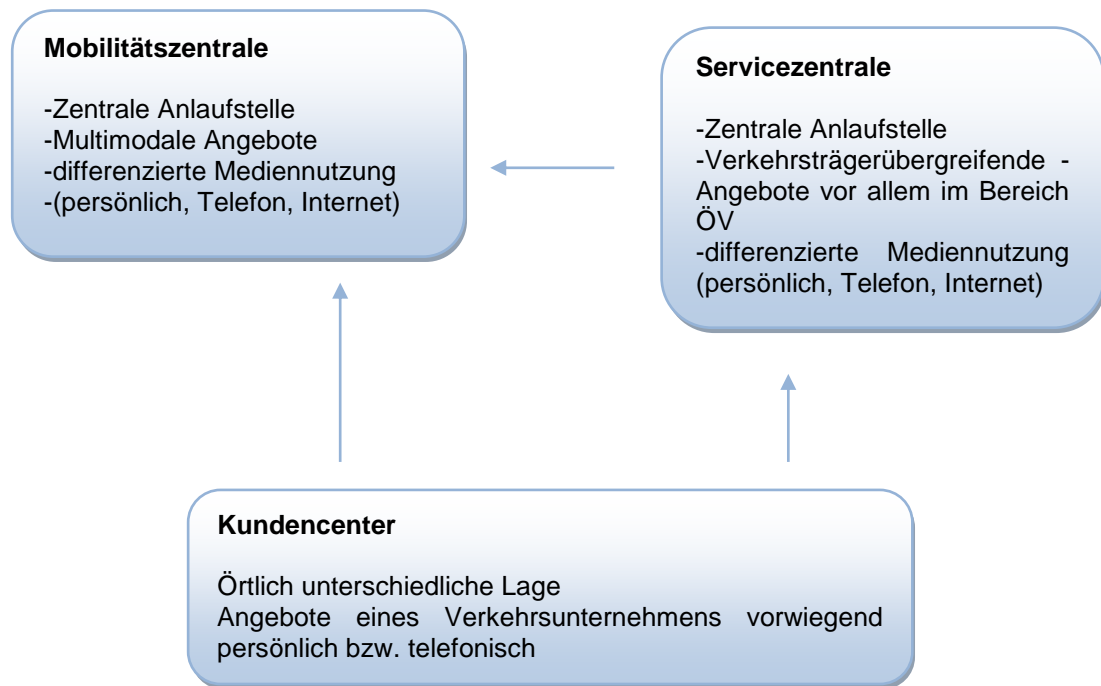 Mobilitätszentrale
-Zentrale Anlaufstelle
-Multimodale Angebote
-differenzierte Mediennutzung
-(persönlich, Telefon, Internet)
Servicezentrale
-Zentrale Anlaufstelle
-Verkehrsträgerübergreifende -
Angebote vor allem im Bereich
ÖV
-differenzierte Mediennutzung
(persönlich, Telefon, Internet)
Kundencenter
Örtlich unterschiedliche Lage
Angebote eines Verkehrsunternehmens vorwiegend
persönlich bzw. telefonisch